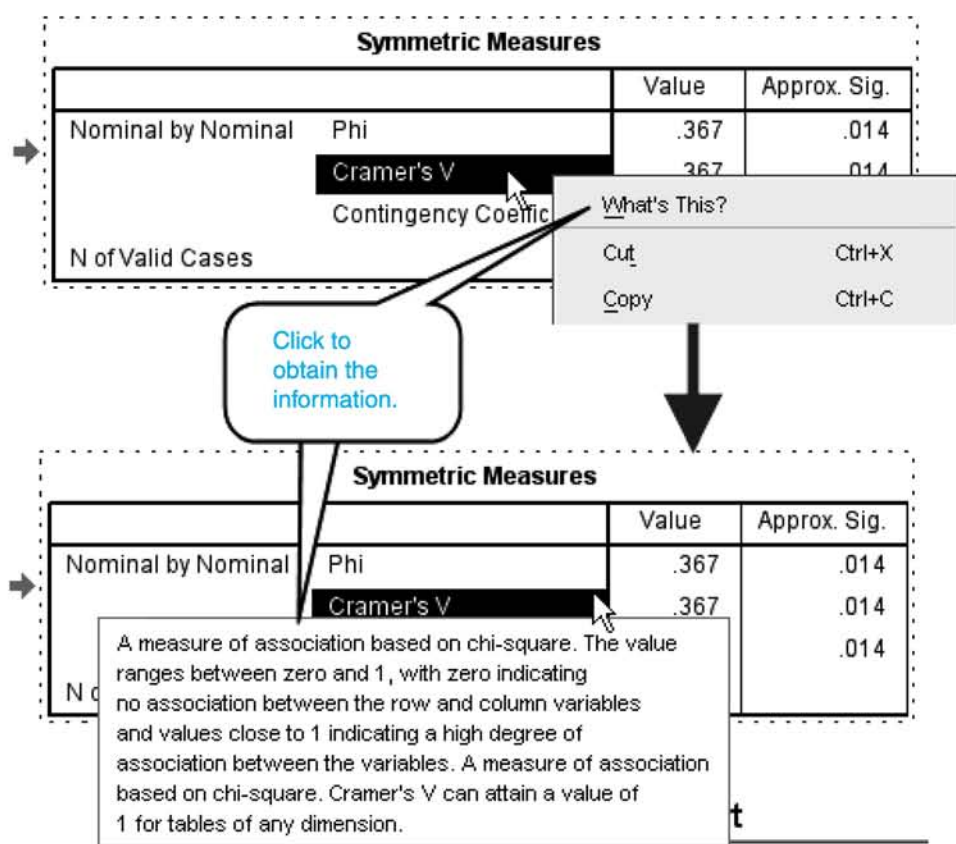 Symmetric Measures
Value Approx. Sig.
Nominal by Nominal Phi .367 .014
Cramer's V .367 .014
Contingency
N of Valid Cases
What's This?
Cut Ctrl+X
Copy Ctrl+C
Click to
obtain the
information.
Symmetric Measures
Value Approx. Sig.
Nominal by Nominal Phi .367 .014
Cramer's V .367 .014
.014
N
A measure of association based on chi-square. The value
ranges between zero and 1, with zero indicating
no association between the row and column variables
and values close to 1 indicating a high degree of
association between the variables. A measure of association
based on chi-square. Cramer's V can attain a value of
1 for tables of any dimension.
t